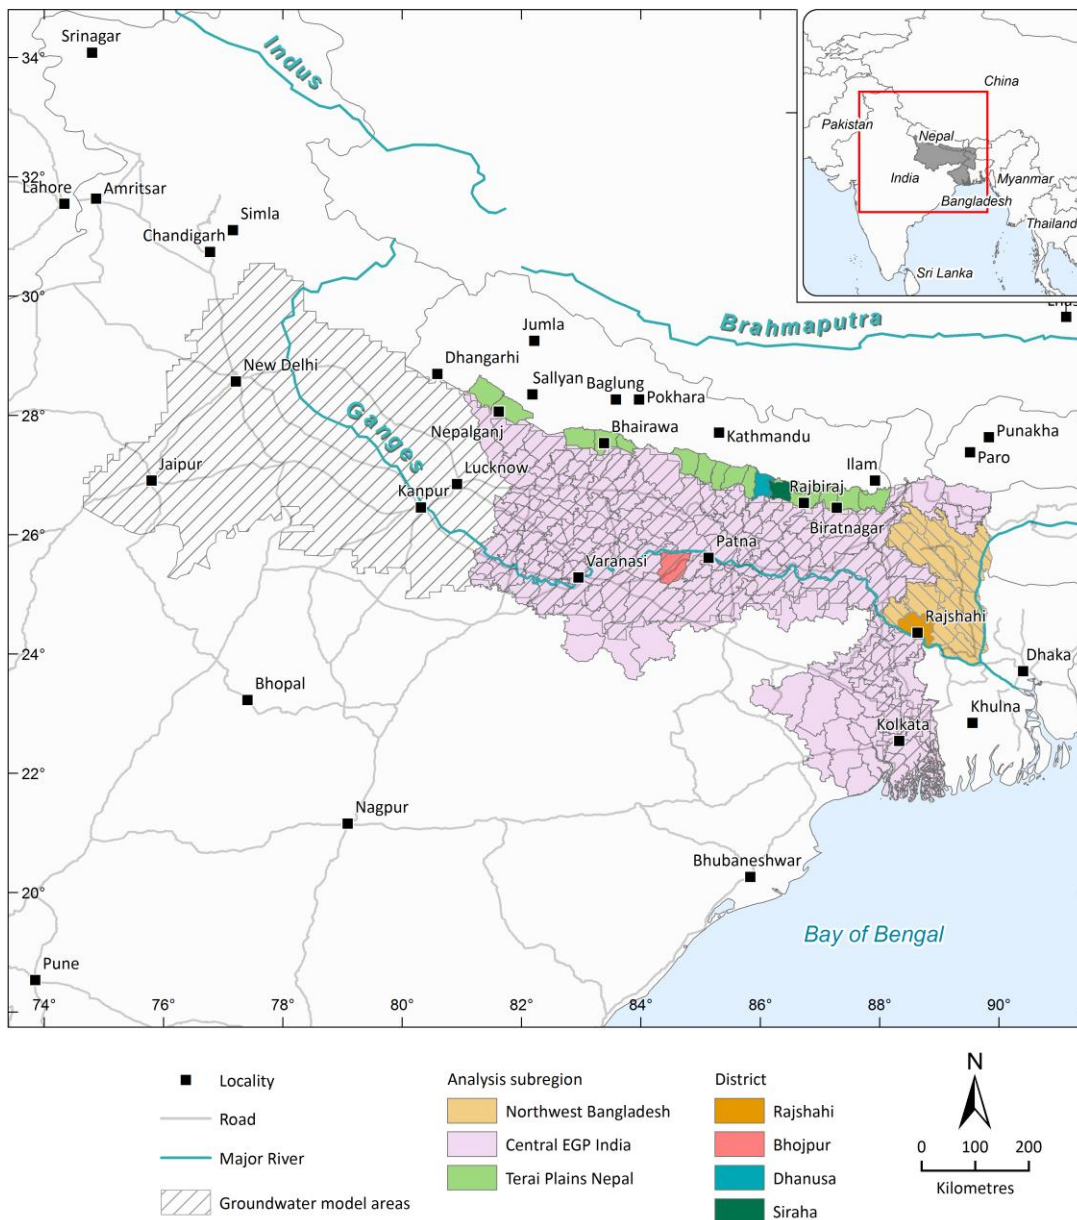 Srinagar
34°
Indus
China
Pakistan
Nepal
India
Myanmar
Bangladesh
Thailand
Sri Lanka
32°
Lahore
Amritsar
Simla
Chandigarh
30°
Brahmaputra
Jumla
Dhangarhi
New Delhi
Sallyan
Baglung
Pokhara
28°
Ganges
Nepalganj
Bhairawa
Kathmandu
Punakha
Paro
Jaipur
Lucknow
Ilam
Kanpur
Rajbiraj
26°
Biratnagar
Patna
Varanasi
Rajshahi
24°
Dhaka
Bhopal
Khulna
Kolkata
22°
Nagpur
Bhubaneshwar
20°
Bay of Bengal
Pune
74° 76° 78° 80° 82° 84° 86° 88° 90°
Locality
Road
Major River
Groundwater model areas
Analysis subregion
Northwest Bangladesh
Central EGP India
Terai Plains Nepal
District
Rajshahi
Bhojpur
Dhanusa
Siraha
N
0 100 200
Kilometres